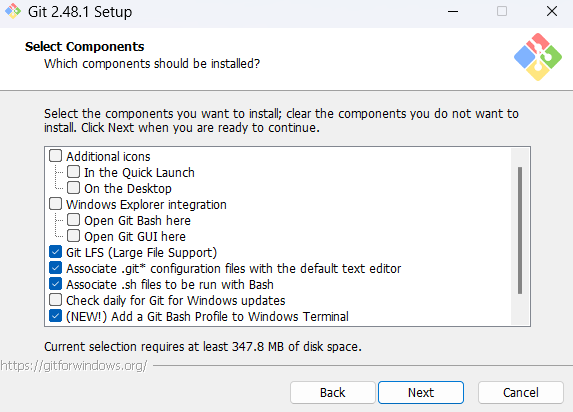 Git 2.48.1 Setup
Select Components
Which components should be installed?
Select the components you want to install; clear the components you do not want to
install. Click Next when you are ready to continue.
Additional icons
In the Quick Launch
On the Desktop
Windows Explorer integration
Open Git Bash here
Open Git GUI here
Git LFS (Large File Support)
Associate .git* configuration files with the default text editor
Associate .sh files to be run with Bash
Check daily for Git for Windows updates
(NEW!) Add a Git Bash Profile to Windows Terminal
Current selection requires at least 347.8 MB of disk space.
https://gitforwindows.org/
Back Next Cancel